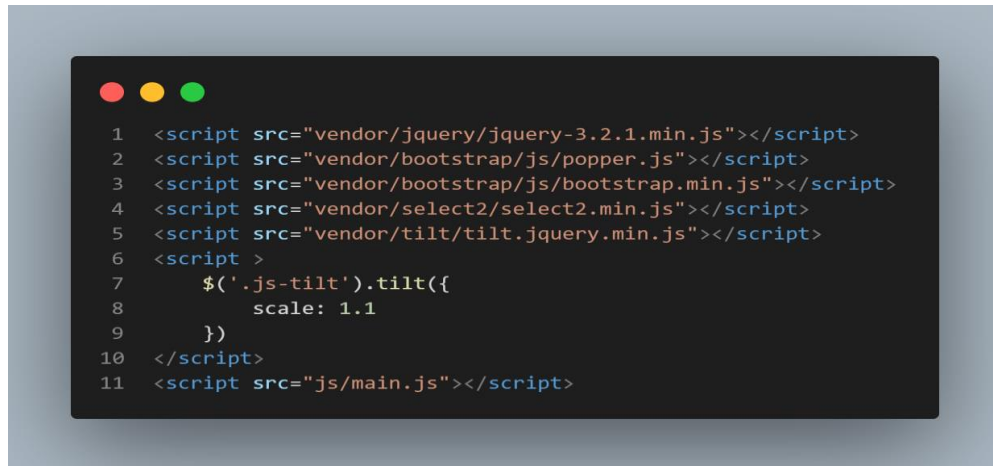 1 <script src="vendor/jquery/jquery-3.2.1.min.js"></script>
2 <script src="vendor/bootstrap/js/popper.js"></script>
3 <script src="vendor/bootstrap/js/bootstrap.min.js"></script>
4 <script src="vendor/select2/select2.min.js"></script>
5 <script src="vendor/tilt/tilt.jquery.min.js"></script>
6 <script >
7     $('.js-tilt').tilt({
8         scale: 1.1
9     })
10 </script>
11 <script src="js/main.js"></script>